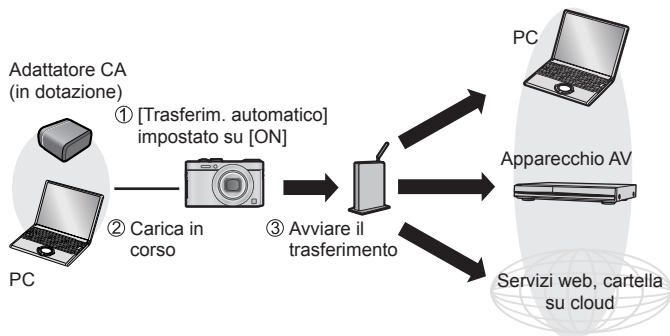 Adattatore CA
(in dotazione)
① [Trasferim. automatico]
impostato su [ON]
② Carica in
corso
PC
③ Avviare il
trasferimento
PC
Apparecchio AV
Servizi web, cartella
su cloud